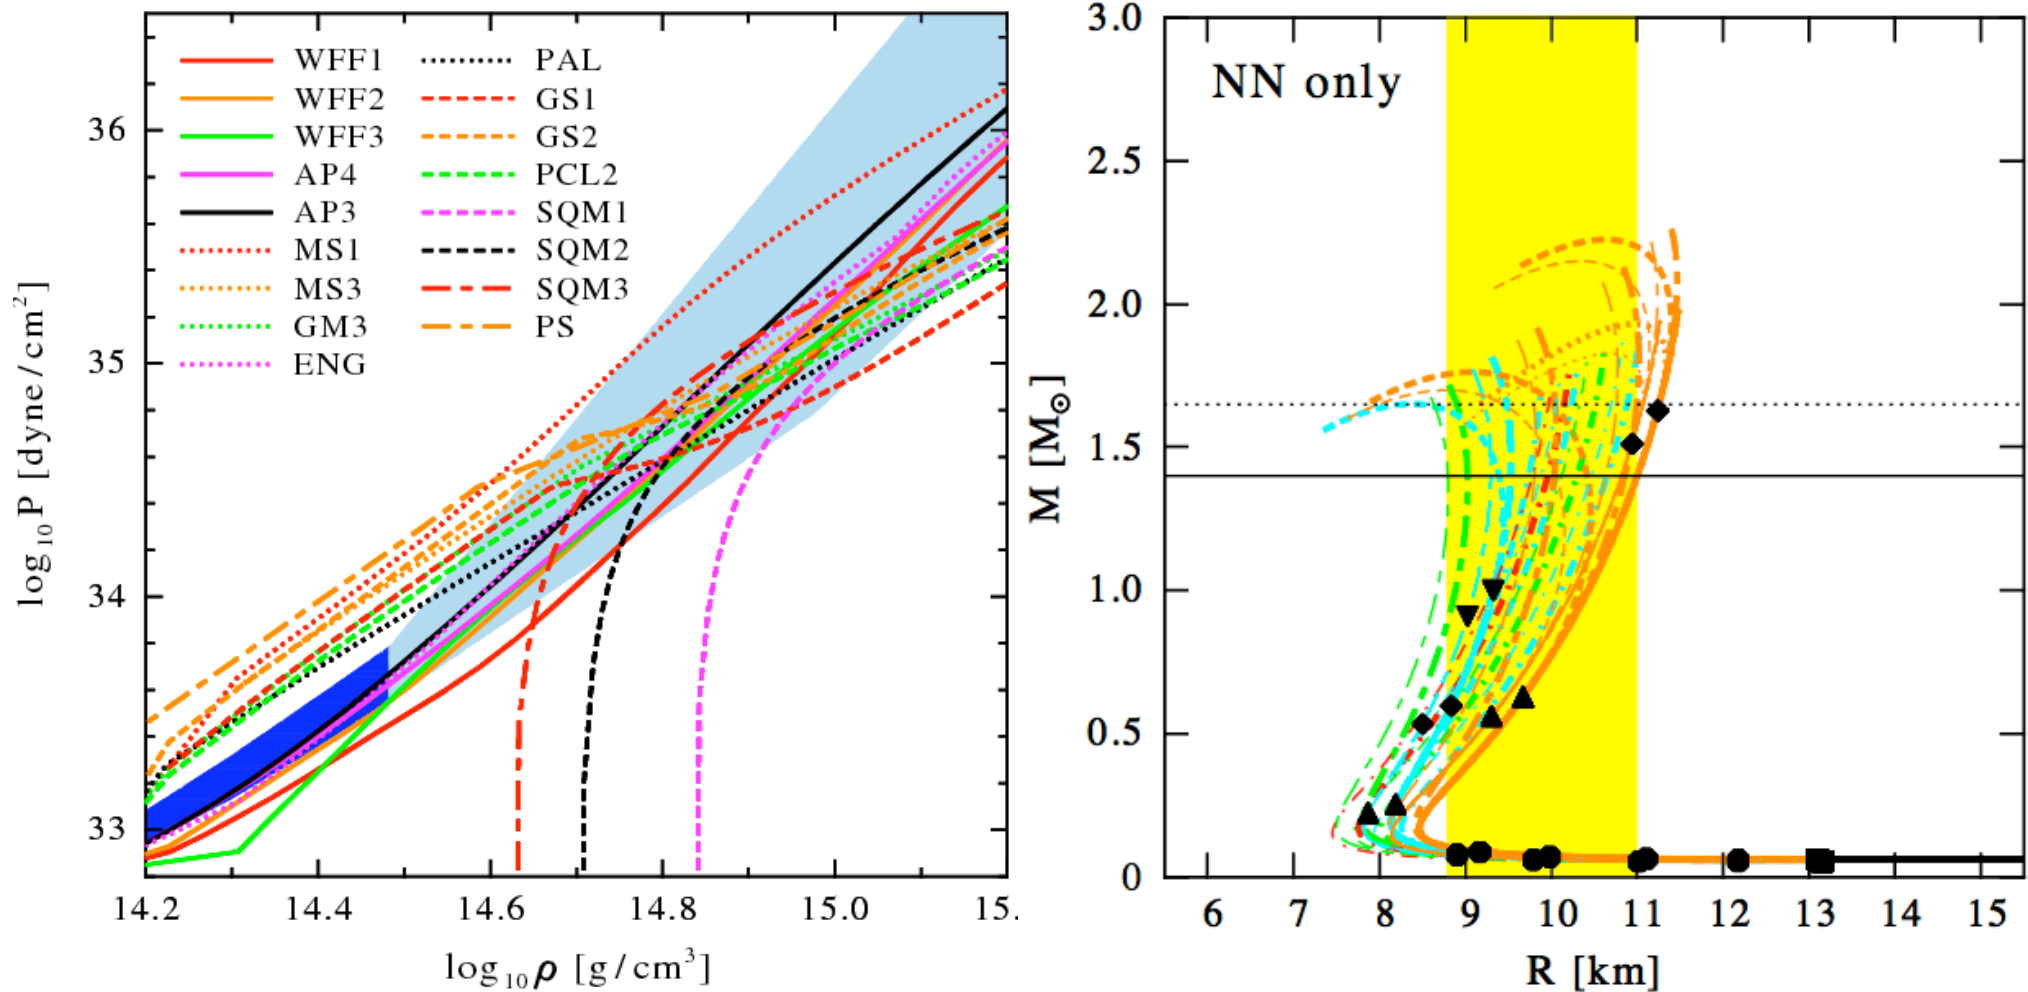 WFF1 PAL
WFF2 GS1
WFF3 GS2
AP4 PCL2
AP3 SQM1
MS1 SQM2
MS3 SQM3
GM3 PS
ENG
36
35
34
33
log₁₀P [dyne/cm²]
14.2 14.4 14.6 14.8 15.0 15.
log₁₀ρ [g/cm³]
NN only
3.0
2.5
2.0
1.5
1.0
0.5
0
M [M⊙]
6 7 8 9 10 11 12 13 14 15
R [km]